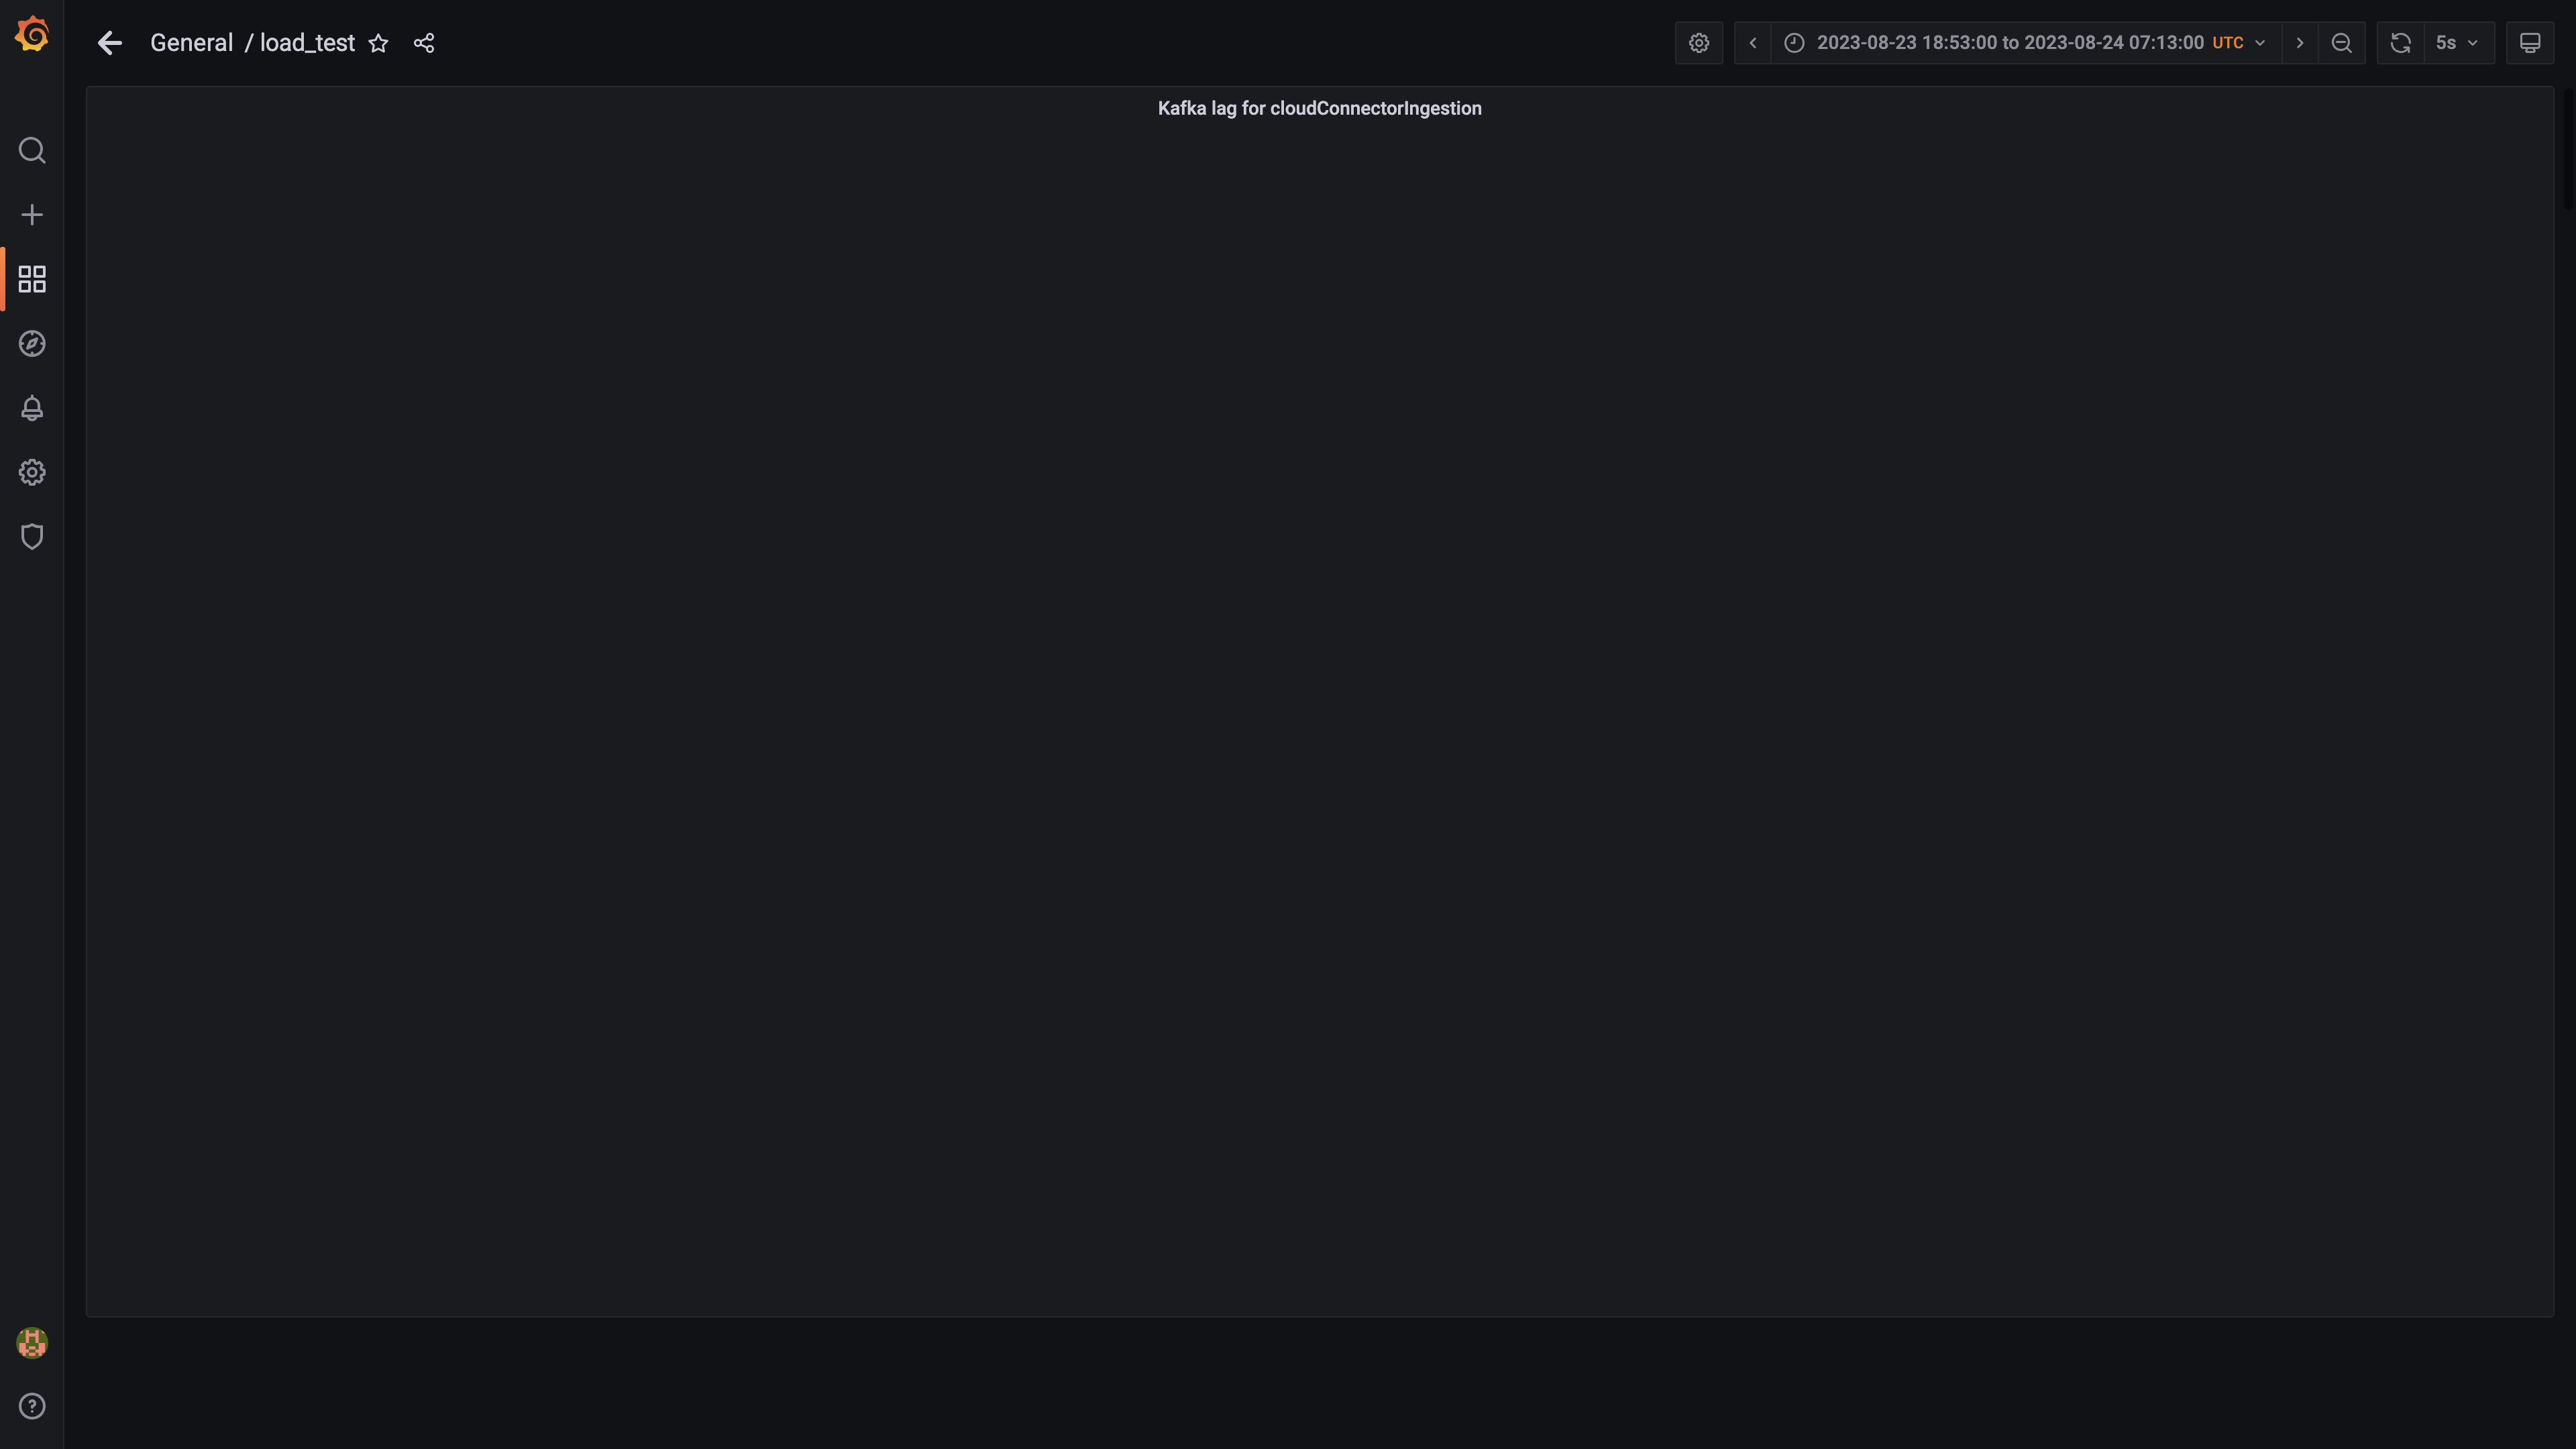 General / load_test
2023-08-23 18:53:00 to 2023-08-24 07:13:00 UTC
5s
Kafka lag for cloudConnectorIngestion